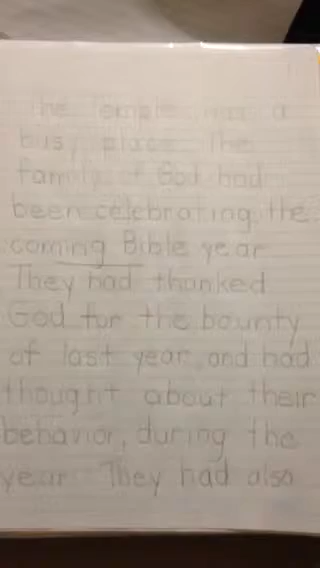 The Temple was a
busy place. The
family of God had
been celebrating the
coming Bible year
They had thanked
God for the bounty
of last year, and had
thought about their
behavior, during the
year. They had also